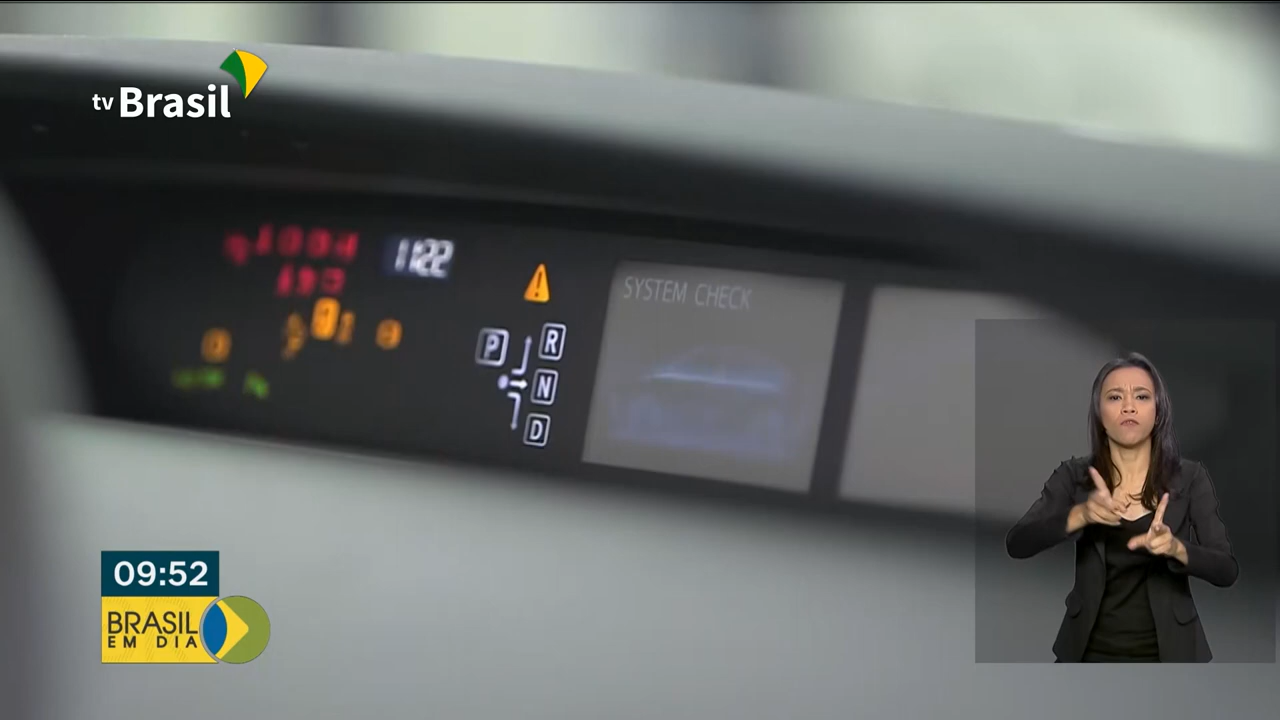 tv Brasil
1122
SYSTEM CHECK
P
R
N
D
09:52
BRASIL
EM DIA